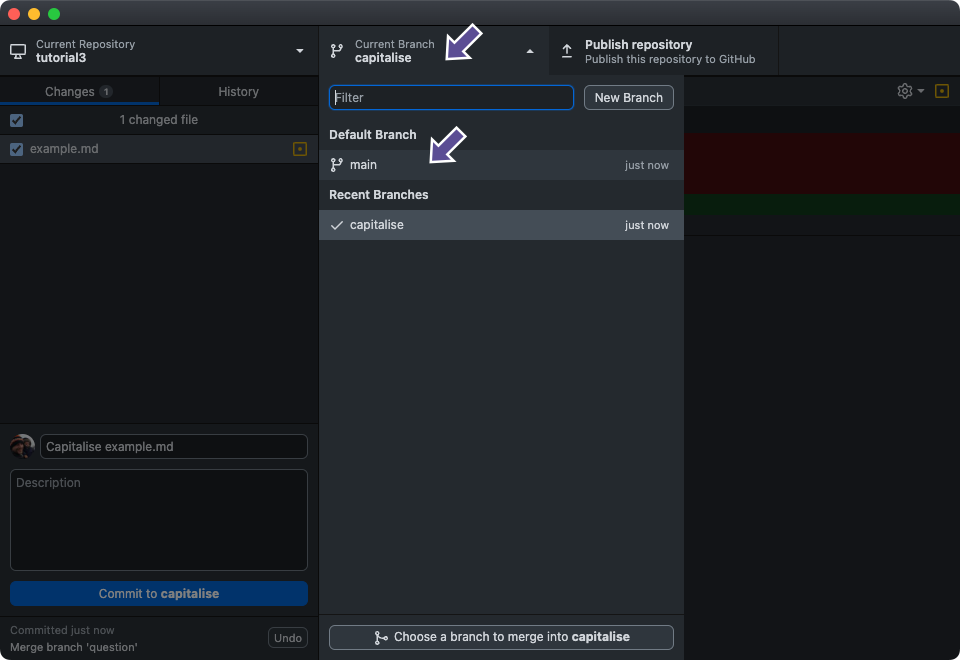 Current Repository
tutorial3
Current Branch
capitalise
Publish repository
Publish this repository to GitHub
Changes 1
History
1 changed file
example.md
Filter
New Branch
Default Branch
main just now
Recent Branches
capitalise just now
Capitalise example.md
Description
Commit to capitalise
Committed just now
Merge branch 'question'
Undo
Choose a branch to merge into capitalise